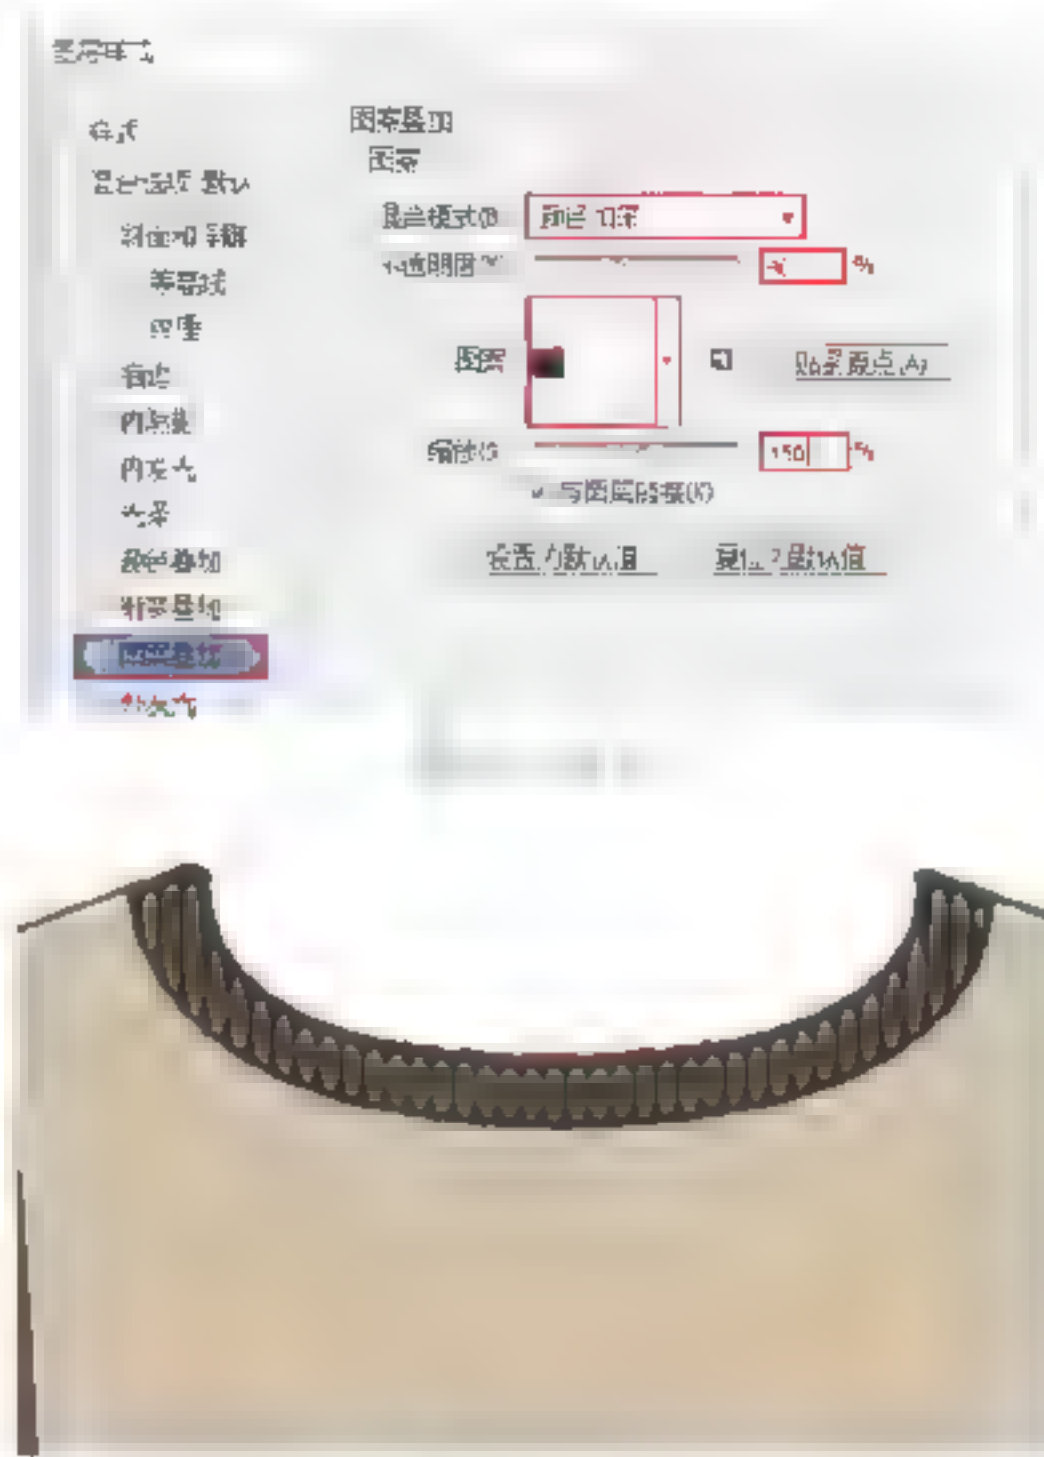 图层样式
样式
混合选项:默认
斜面和浮雕
等高线
纹理
描边
内阴影
内发光
光泽
颜色叠加
渐变叠加
图案叠加
外发光
图案叠加
图案
混合模式(B)
不透明度(Y)
%
图案
贴紧原点(A)
缩放(S)
150
%
与图层链接(K)
设置为默认值
复位为默认值